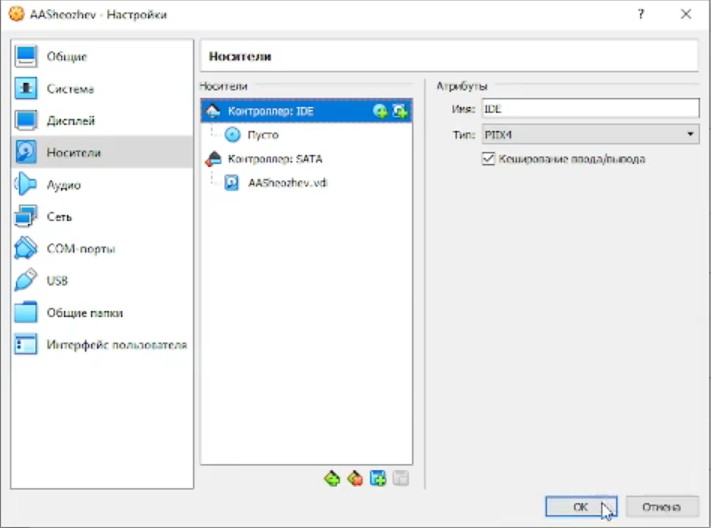 AASheozhev - Настройки
?
Общие
Система
Дисплей
Носители
Аудио
Сеть
COM-порты
USB
Общие папки
Интерфейс пользователя
Носители
Носители
Контроллер: IDE
Пусто
Контроллер: SATA
AASheozhev.vdi
Атрибуты
Имя: IDE
Тип: PIIX4
Кеширование ввода/вывода
OK
Отмена